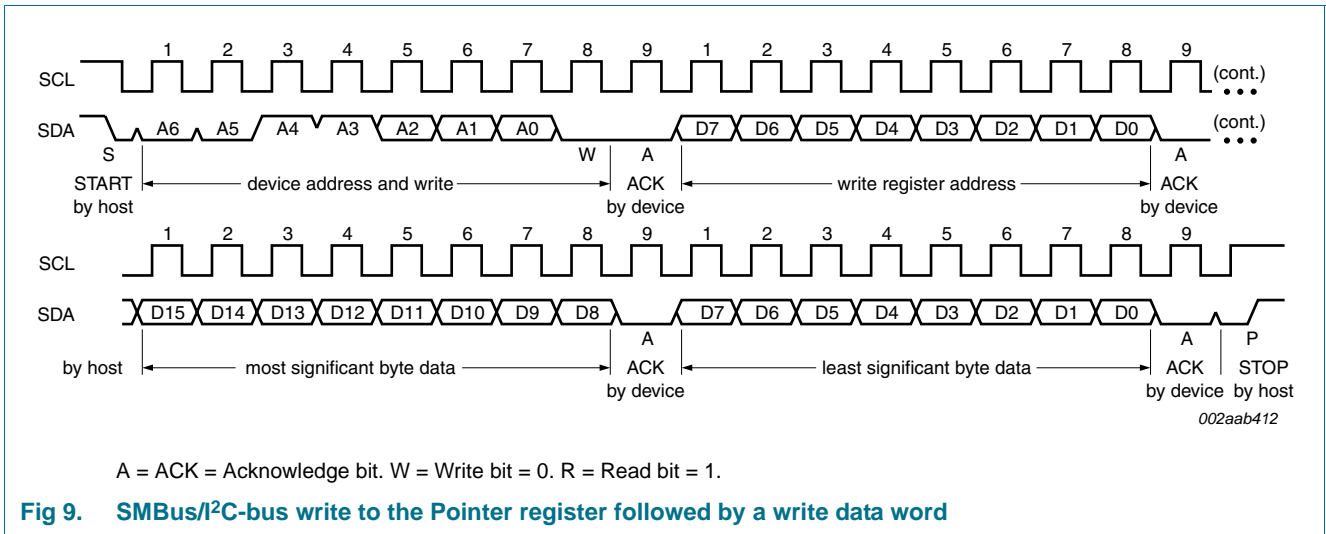 1 2 3 4 5 6 7 8 9 1 2 3 4 5 6 7 8 9
SCL (cont.)
SDA A6 A5 A4 A3 A2 A1 A0 D7 D6 D5 D4 D3 D2 D1 D0 (cont.)
S W A A
START device address and write ACK write register address ACK
by host by device by device
1 2 3 4 5 6 7 8 9 1 2 3 4 5 6 7 8 9
SCL
SDA D15 D14 D13 D12 D11 D10 D9 D8 D7 D6 D5 D4 D3 D2 D1 D0
A A P
by host most significant byte data ACK least significant byte data ACK STOP
by device by device by host
002aab412
A = ACK = Acknowledge bit. W = Write bit = 0. R = Read bit = 1.
Fig 9. SMBus/I²C-bus write to the Pointer register followed by a write data word